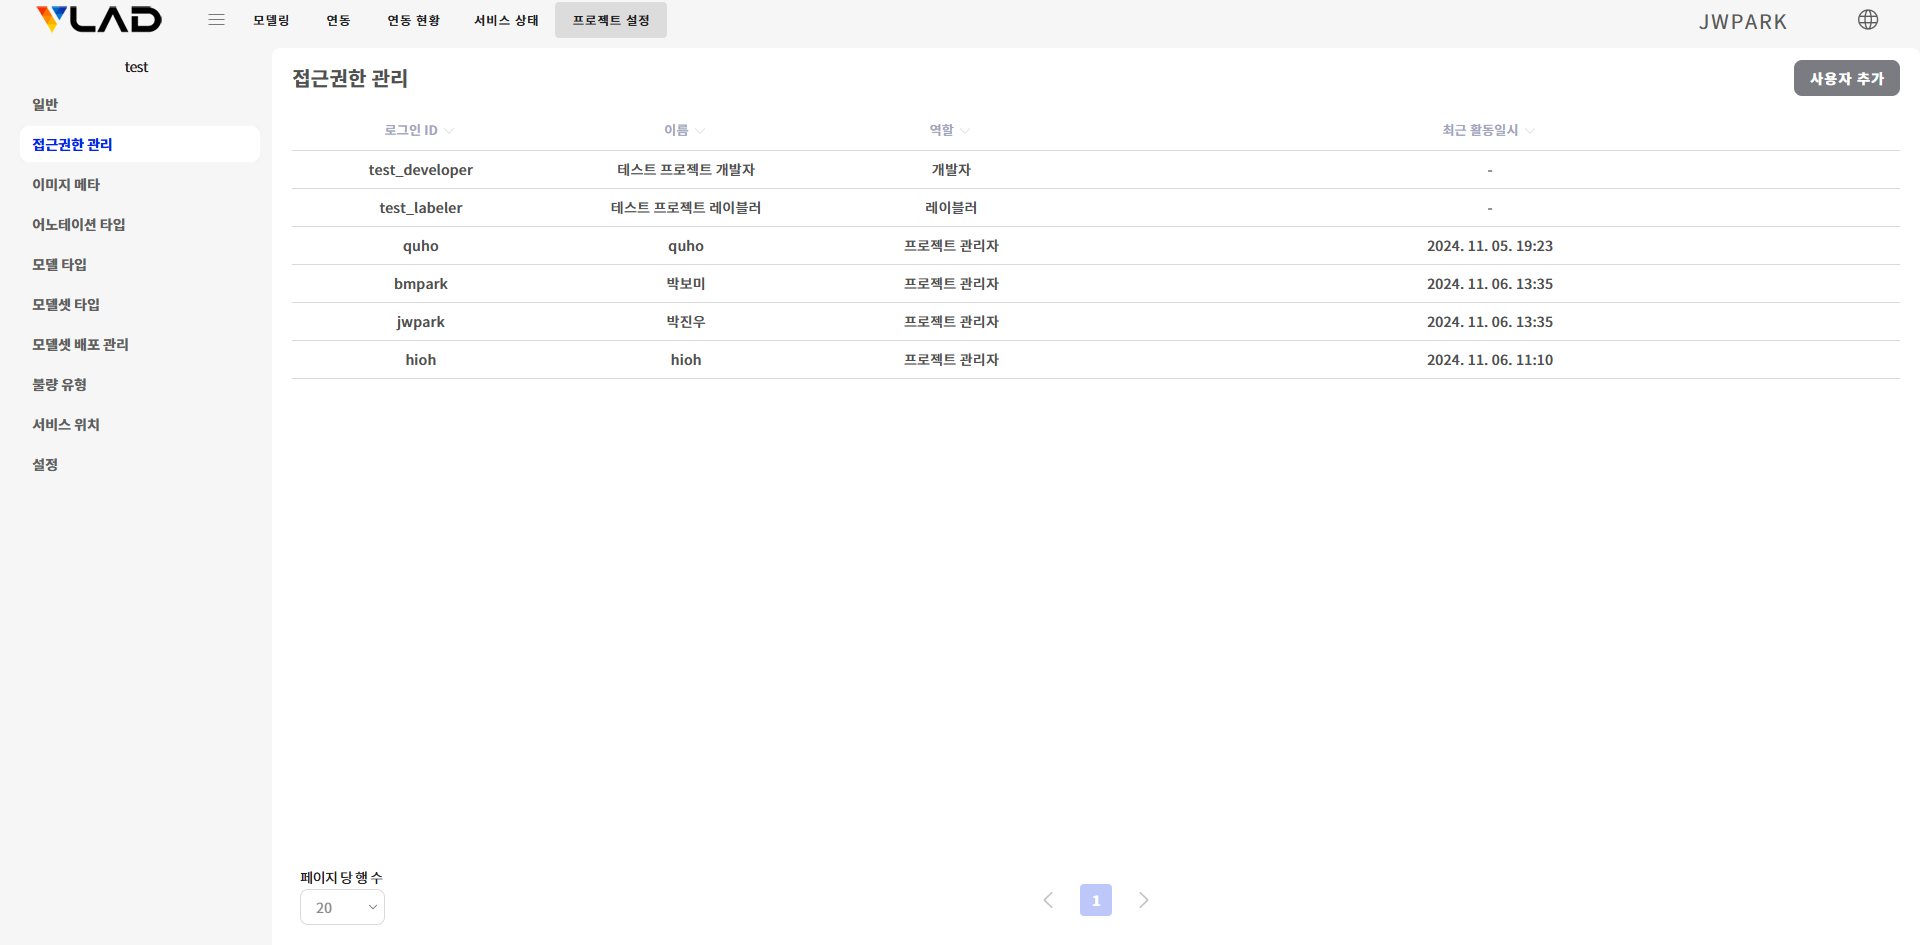 VLAD
모델링 연동 연동 현황 서비스 상태 프로젝트 설정 JWPARK
test
일반
접근권한 관리
이미지 메타
어노테이션 타입
모델 타입
모델셋 타입
모델셋 배포 관리
불량 유형
서비스 위치
설정
접근권한 관리 사용자 추가
로그인 ID 이름 역할 최근 활동일시
test_developer 테스트 프로젝트 개발자 개발자 -
test_labeler 테스트 프로젝트 레이블러 레이블러 -
quho quho 프로젝트 관리자 2024. 11. 05. 19:23
bmpark 박보미 프로젝트 관리자 2024. 11. 06. 13:35
jwpark 박진우 프로젝트 관리자 2024. 11. 06. 13:35
hioh hioh 프로젝트 관리자 2024. 11. 06. 11:10
페이지 당 행 수
20 1